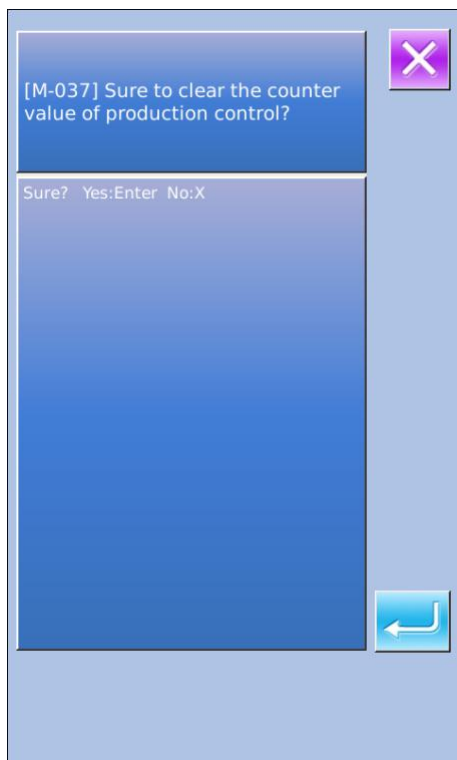 [M-037] Sure to clear the counter
value of production control?
Sure?   Yes:Enter  No:X